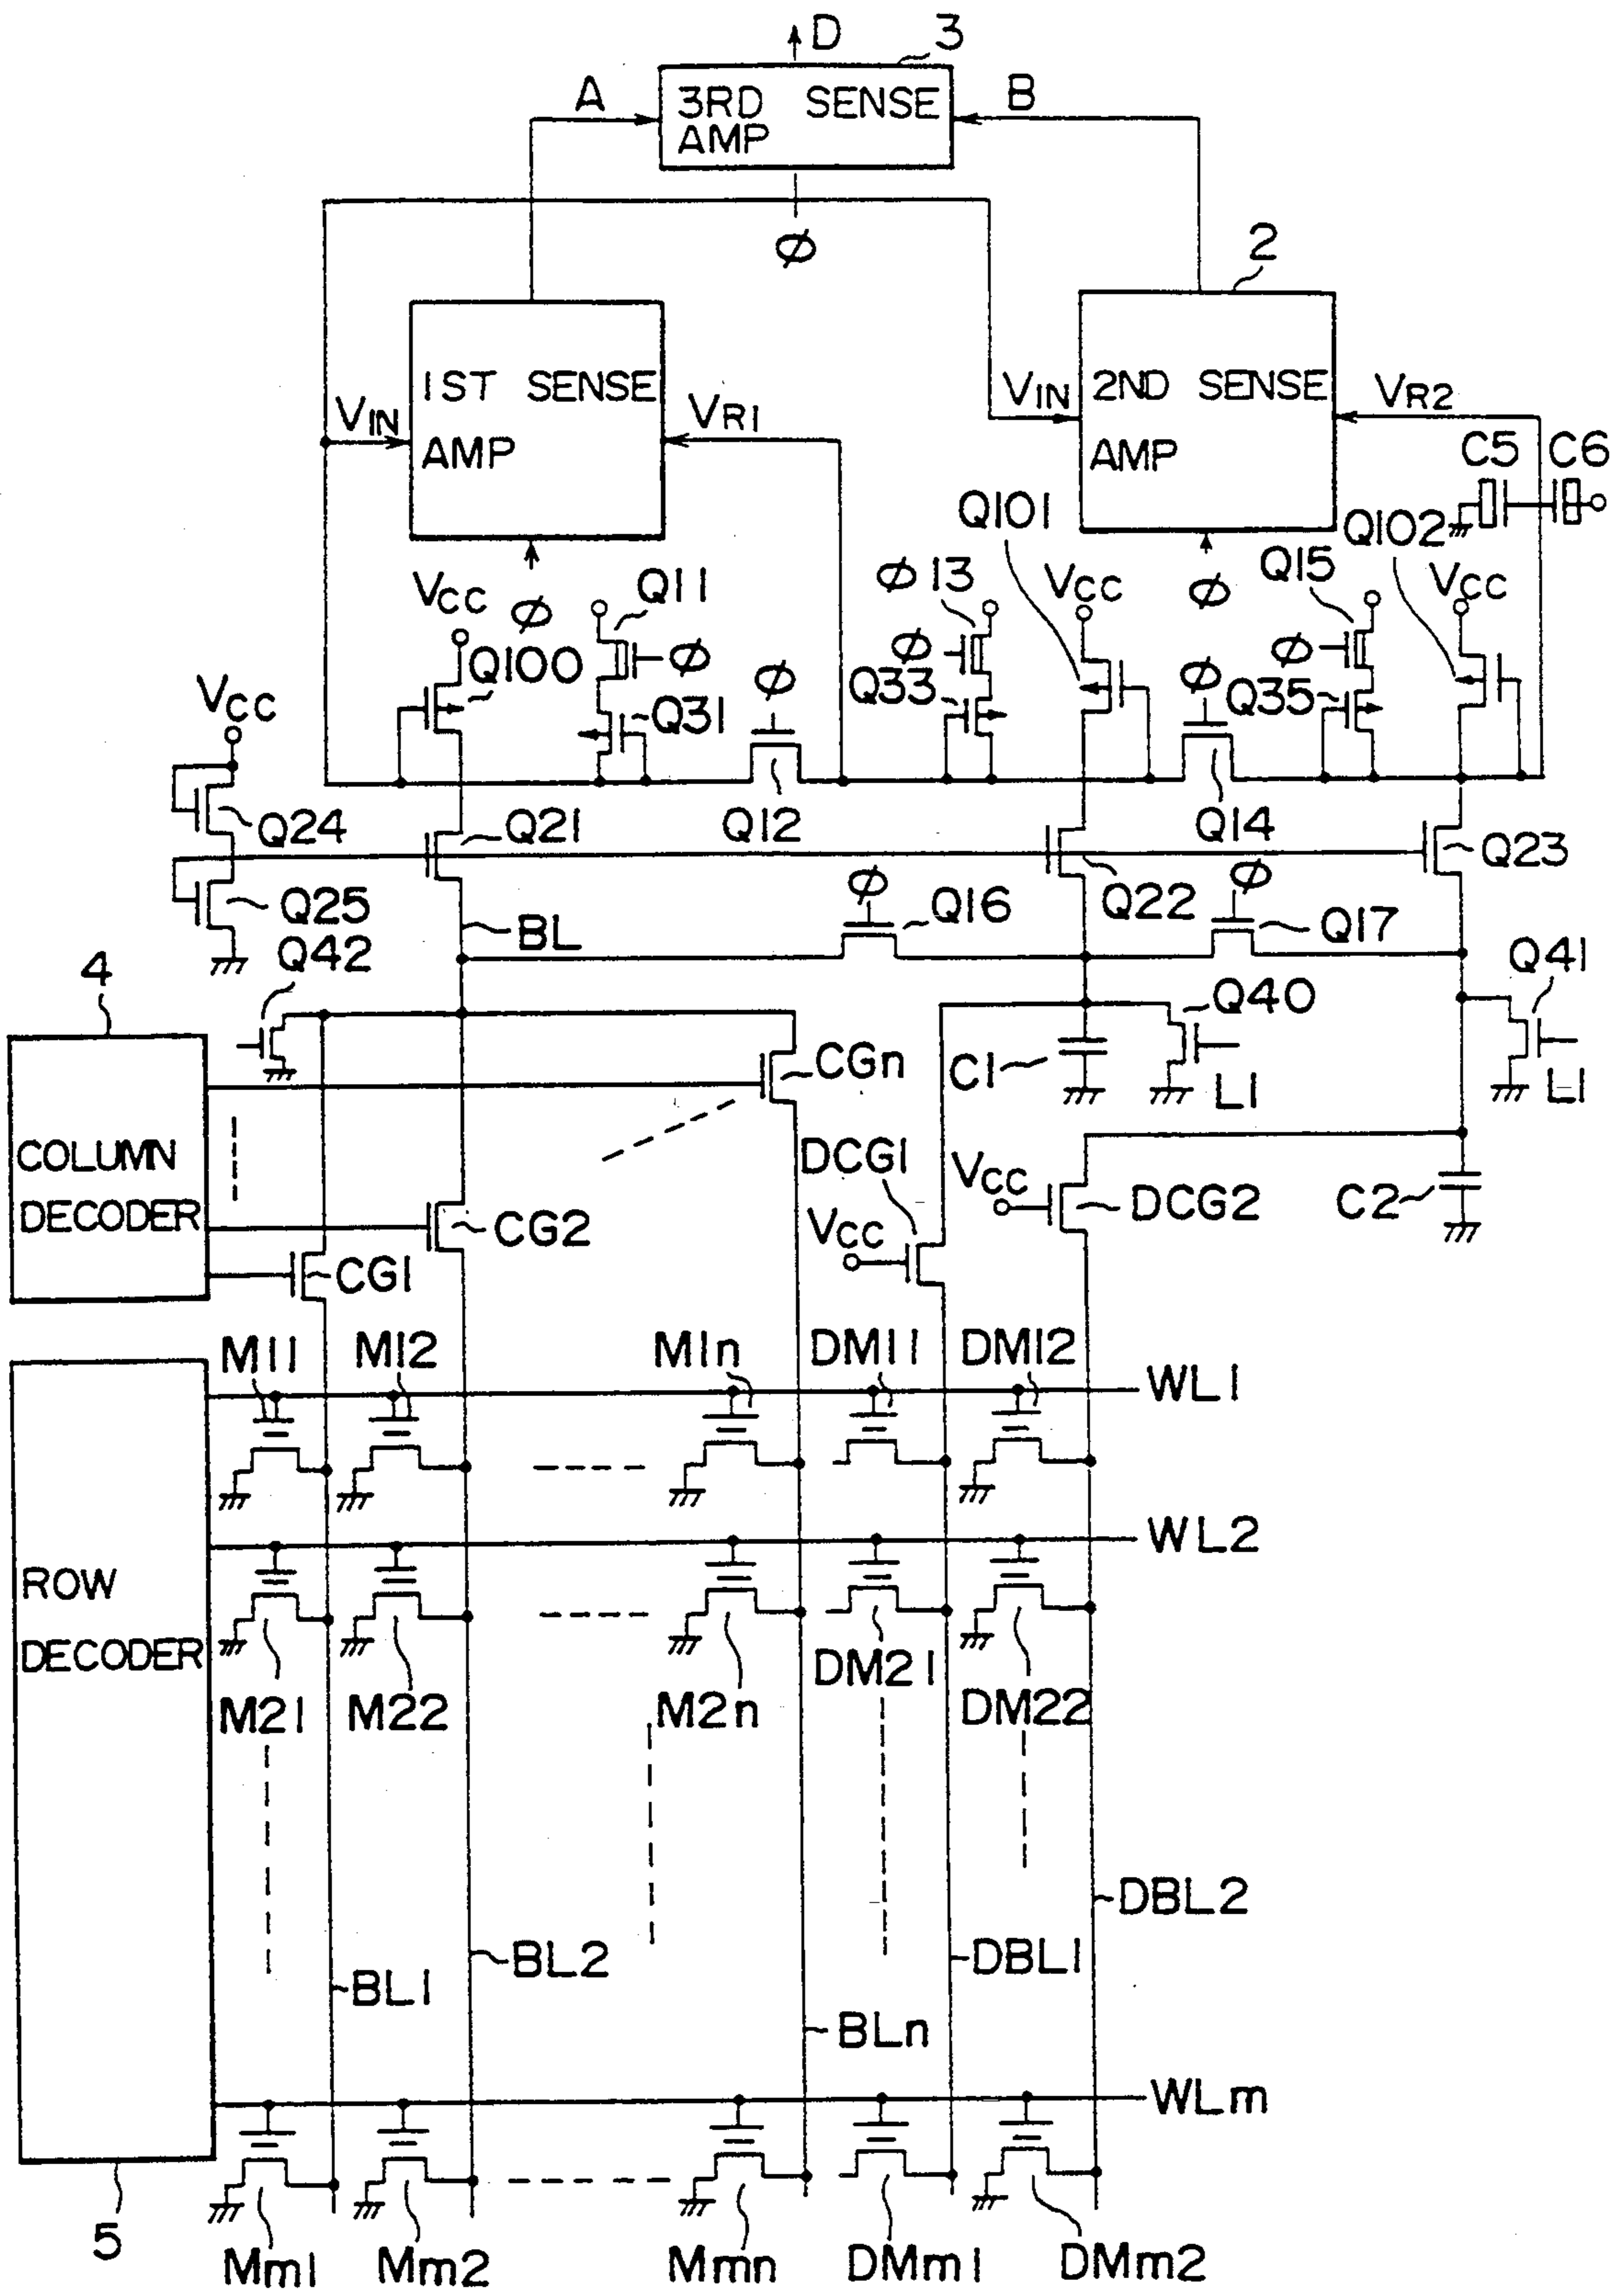 D
3
A
3RD SENSE
AMP
B
Ø
2
1ST SENSE
AMP
VIN
VR1
VIN
2ND SENSE
AMP
VR2
C5
C6
Q101
Q102
Ø
Q11
VCC
Ø
Ø 13
VCC
Q15
VCC
Ø
Q100
Ø
Ø
Ø
Ø
Ø
Q33
Q35
VCC
Q31
Q24
Q21
Q12
Q14
Q23
Q25
Ø
Q16
Q22
Ø
Q17
BL
Q42
Q41
4
Q40
CGn
C1
L1
L1
COLUMN
DECODER
DCG1
VCC
DCG2
C2
CG2
VCC
CG1
M11
M12
M1n
DM11
DM12
WL1
WL2
ROW
DECODER
M21
M22
M2n
DM21
DM22
DBL2
BL2
DBL1
BL1
BLn
WLm
5
Mm1
Mm2
Mmn
DMm1
DMm2